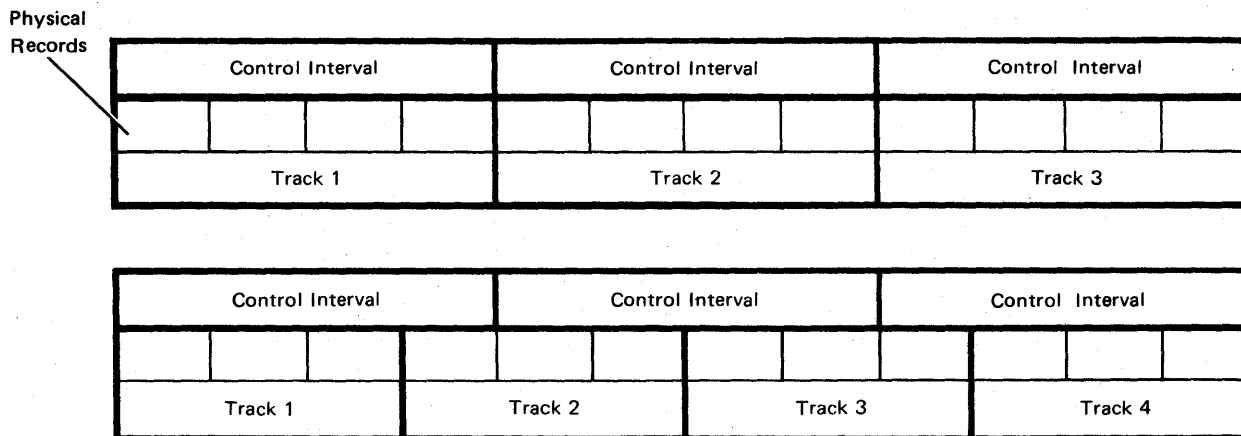 Physical
Records
Control Interval Control Interval Control Interval
Track 1 Track 2 Track 3
Control Interval Control Interval Control Interval
Track 1 Track 2 Track 3 Track 4